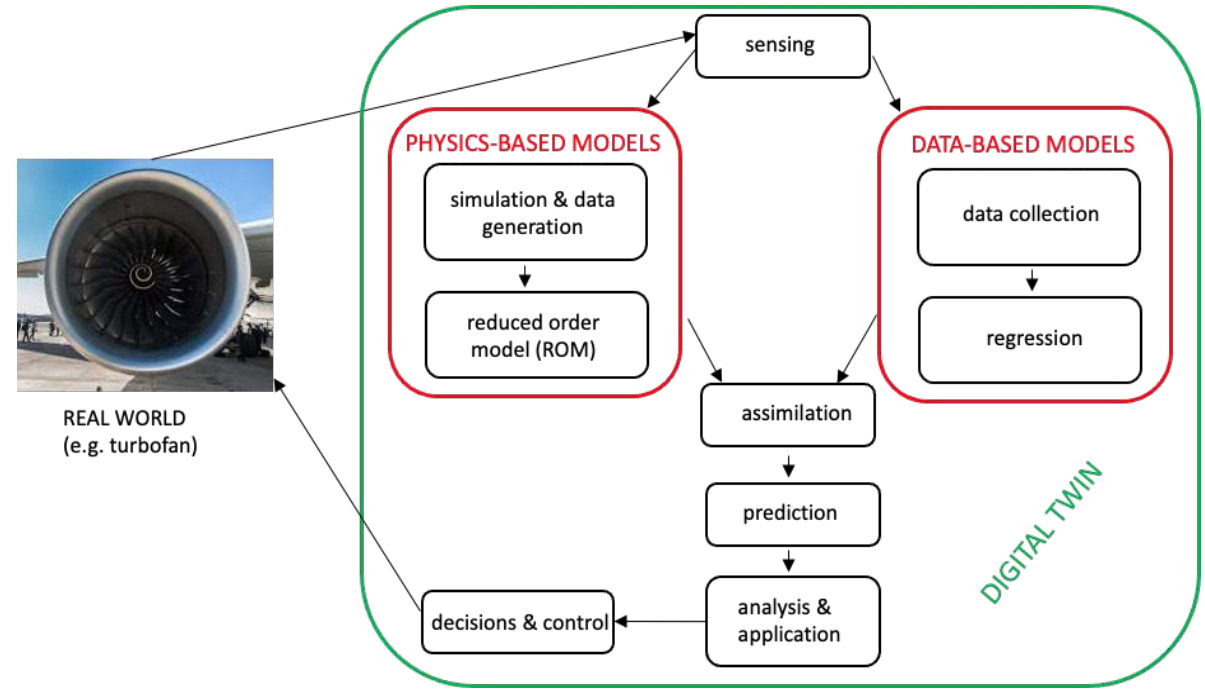 sensing
PHYSICS-BASED MODELS
simulation & data
generation
reduced order
model (ROM)
DATA-BASED MODELS
data collection
regression
REAL WORLD
(e.g. turbofan)
assimilation
prediction
analysis &
application
decisions & control
DIGITAL TWIN